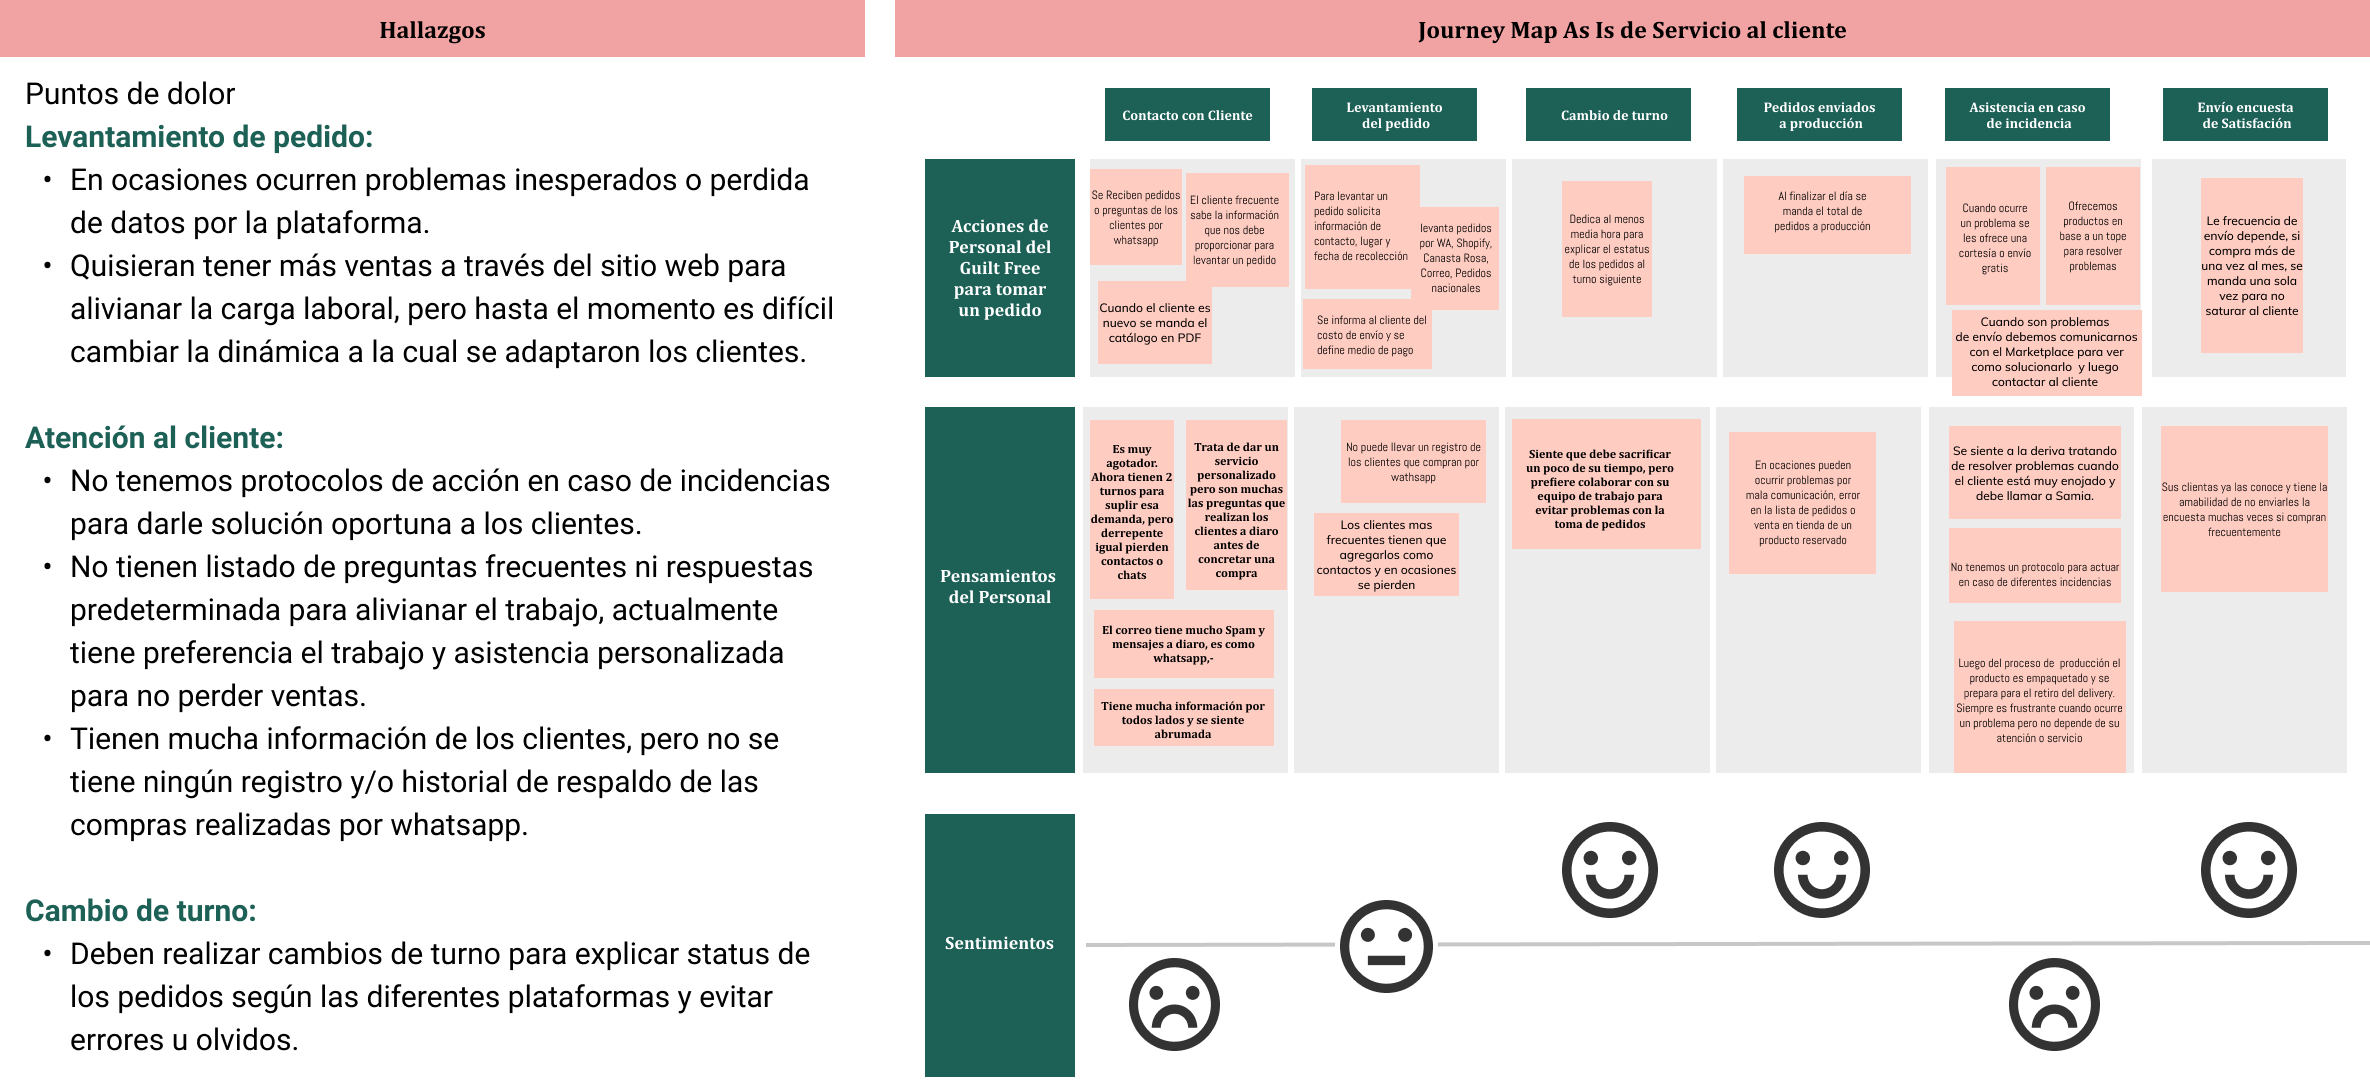 Hallazgos
Puntos de dolor
Levantamiento de pedido:
• En ocasiones ocurren problemas inesperados o perdida
de datos por la plataforma.
• Quisieran tener más ventas a través del sitio web para
alivianar la carga laboral, pero hasta el momento es difícil
cambiar la dinámica a la cual se adaptaron los clientes.
Atención al cliente:
• No tenemos protocolos de acción en caso de incidencias
para darle solución oportuna a los clientes.
• No tienen listado de preguntas frecuentes ni respuestas
predeterminada para alivianar el trabajo, actualmente
tiene preferencia el trabajo y asistencia personalizada
para no perder ventas.
• Tienen mucha información de los clientes, pero no se
tiene ningún registro y/o historial de respaldo de las
compras realizadas por whatsapp.
Cambio de turno:
• Deben realizar cambios de turno para explicar status de
los pedidos según las diferentes plataformas y evitar
errores u olvidos.
Journey Map As Is de Servicio al cliente
Contacto con Cliente
Levantamiento
del pedido
Cambio de turno
Pedidos enviados
a producción
Asistencia en caso
de incidencia
Envío encuesta
de Satisfacción
Acciones de
Personal del
Guilt Free
para tomar
un pedido
Se Reciben pedidos
o preguntas de los
clientes por
whatsapp
El cliente frecuente
sabe la información
que nos debe
proporcionar para
levantar un pedido
Cuando el cliente es
nuevo se manda el
catálogo en PDF
Para levantar un
pedido solicita
información de
contacto, lugar y
fecha de recolección
levanta pedidos
por WA, Shopify,
Canasta Rosa,
Correo, Pedidos
nacionales
Se informa al cliente del
costo de envío y se
define medio de pago
Dedica al menos
media hora para
explicar el estatus
de los pedidos al
turno siguiente
Al finalizar el día se
manda el total de
pedidos a producción
Cuando ocurre
un problema se
les ofrece una
cortesía o envío
gratis
Ofrecemos
productos en
base a un tope
para resolver
problemas
Cuando son problemas
de envío debemos comunicarnos
con el Marketplace para ver
como solucionarlo y luego
contactar al cliente
Le frecuencia de
envío depende, si
compra más de
una vez al mes, se
manda una sola
vez para no
saturar al cliente
Pensamientos
del Personal
Es muy
agotador.
Ahora tienen 2
turnos para
suplir esa
demanda, pero
derrepente
igual pierden
contactos o
chats
Trata de dar un
servicio
personalizado
pero son muchas
las preguntas que
realizan los
clientes a diaro
antes de
concretar una
compra
El correo tiene mucho Spam y
mensajes a diaro, es como
whatsapp,-
Tiene mucha información por
todos lados y se siente
abrumada
No puede llevar un registro de
los clientes que compran por
wathsapp
Los clientes mas
frecuentes tienen que
agregarlos como
contactos y en ocasiones
se pierden
Siente que debe sacrificar
un poco de su tiempo, pero
prefiere colaborar con su
equipo de trabajo para
evitar problemas con la
toma de pedidos
En ocaciones pueden
ocurrir problemas por
mala comunicación, error
en la lista de pedidos o
venta en tienda de un
producto reservado
Se siente a la deriva tratando
de resolver problemas cuando
el cliente está muy enojado y
debe llamar a Samia.
No tenemos un protocolo para actuar
en caso de diferentes incidencias
Luego del proceso de producción el
producto es empaquetado y se
prepara para el retiro del delivery.
Siempre es frustrante cuando ocurre
un problema pero no depende de su
atención o servicio
Sus clientas ya las conoce y tiene la
amabilidad de no enviarles la
encuesta muchas veces si compran
frecuentemente
Sentimientos